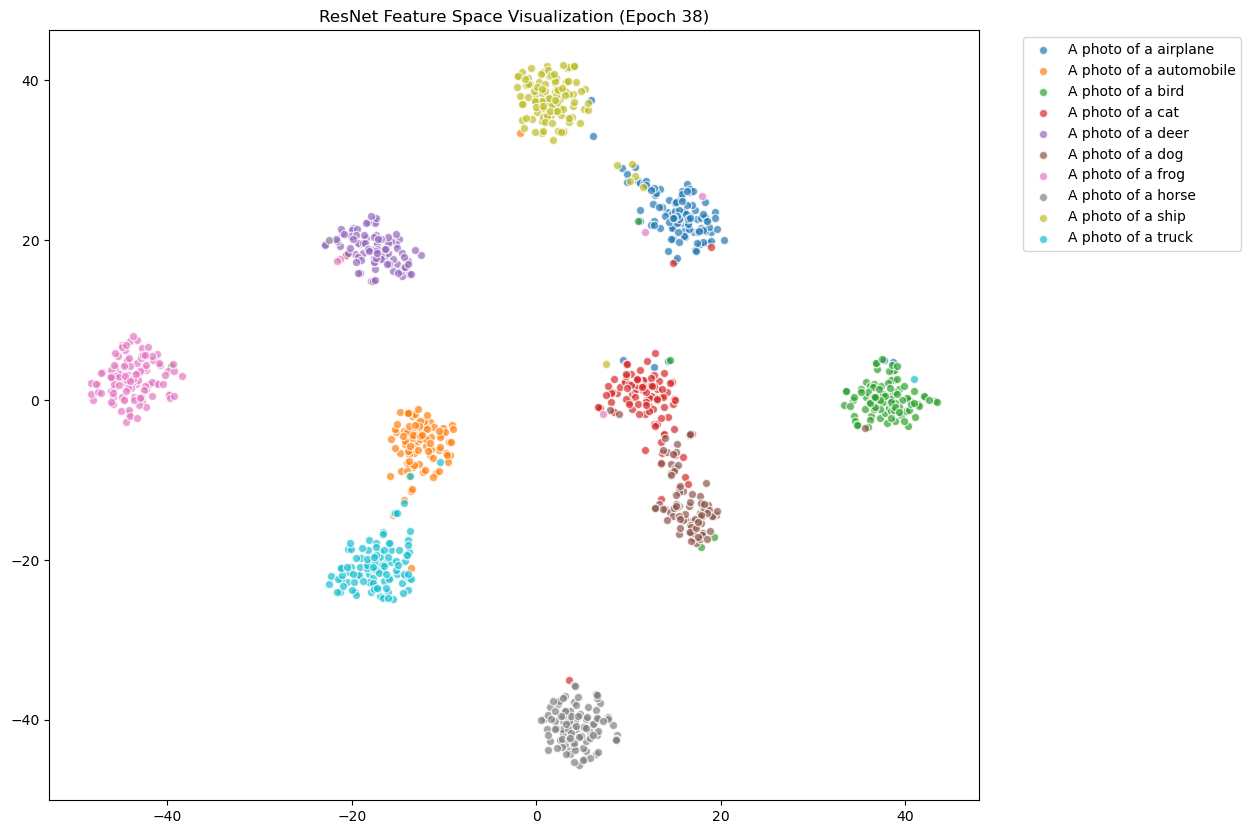 ResNet Feature Space Visualization (Epoch 38)
A photo of a airplane
A photo of a automobile
A photo of a bird
A photo of a cat
A photo of a deer
A photo of a dog
A photo of a frog
A photo of a horse
A photo of a ship
A photo of a truck
40
20
0
−20
−40
−40
−20
0
20
40